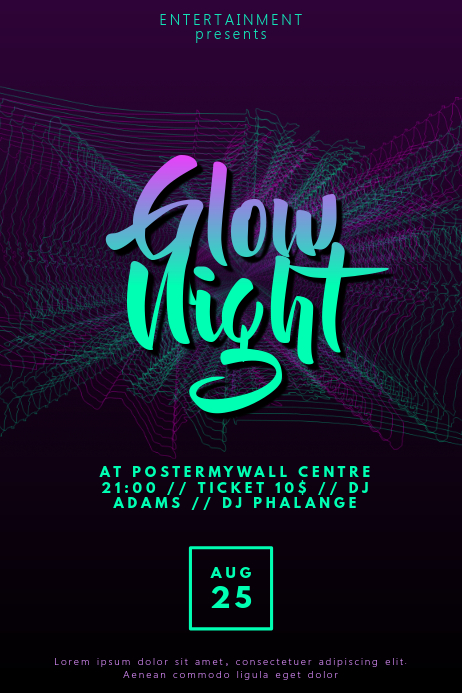 ENTERTAINMENT
presents
Glow
Night
AT POSTERMYWALL CENTRE
21:00 // TICKET 10$ // DJ
ADAMS // DJ PHALANGE
AUG
25
Lorem ipsum dolor sit amet, consectetuer adipiscing elit.
Aenean commodo ligula eget dolor